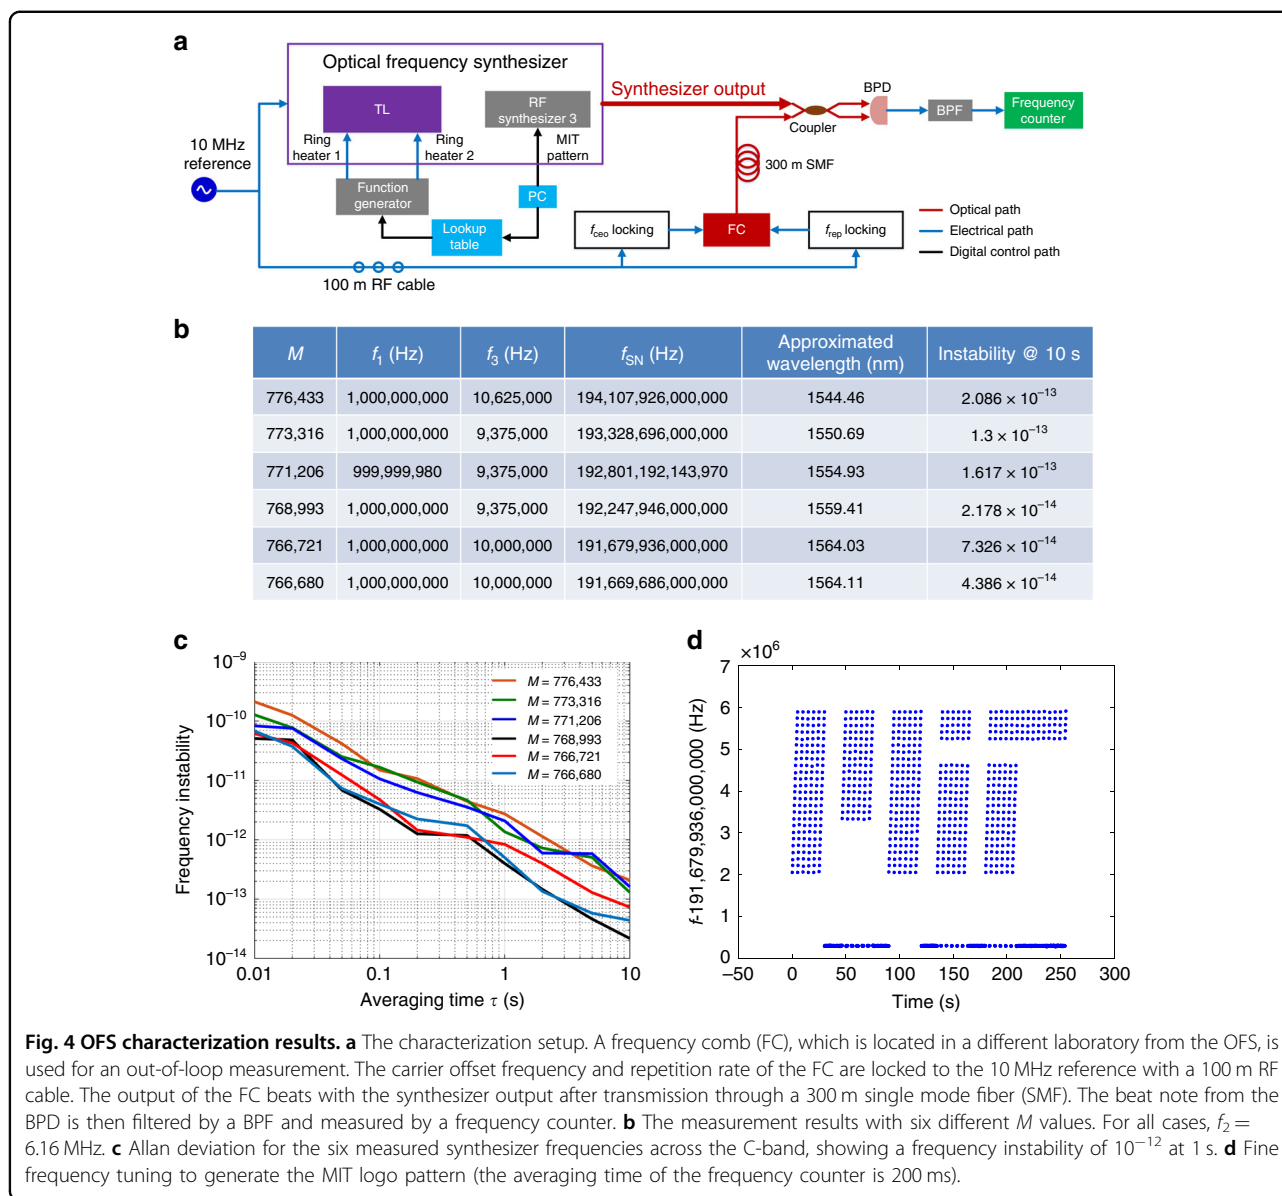 a
Optical frequency synthesizer
TL
RF
synthesizer 3
Ring
heater 1
Ring
heater 2
MIT
pattern
10 MHz
reference
Function
generator
PC
Lookup
table
100 m RF cable
Synthesizer output
Coupler
BPD
BPF
Frequency
counter
300 m SMF
f_ceo locking
FC
f_rep locking
Optical path
Electrical path
Digital control path
b
M f₁ (Hz) f₃ (Hz) f_SN (Hz) Approximated wavelength (nm) Instability @ 10 s
776,433 1,000,000,000 10,625,000 194,107,926,000,000 1544.46 2.086 × 10⁻¹³
773,316 1,000,000,000 9,375,000 193,328,696,000,000 1550.69 1.3 × 10⁻¹³
771,206 999,999,980 9,375,000 192,801,192,143,970 1554.93 1.617 × 10⁻¹³
768,993 1,000,000,000 9,375,000 192,247,946,000,000 1559.41 2.178 × 10⁻¹⁴
766,721 1,000,000,000 10,000,000 191,679,936,000,000 1564.03 7.326 × 10⁻¹⁴
766,680 1,000,000,000 10,000,000 191,669,686,000,000 1564.11 4.386 × 10⁻¹⁴
c
Frequency instability
10⁻⁹
10⁻¹⁰
10⁻¹¹
10⁻¹²
10⁻¹³
10⁻¹⁴
M = 776,433
M = 773,316
M = 771,206
M = 768,993
M = 766,721
M = 766,680
0.01 0.1 1 10
Averaging time τ (s)
d
×10⁶
f-191,679,936,000,000 (Hz)
7
6
5
4
3
2
1
0
–50 0 50 100 150 200 250 300
Time (s)
Fig. 4 OFS characterization results. a The characterization setup. A frequency comb (FC), which is located in a different laboratory from the OFS, is
used for an out-of-loop measurement. The carrier offset frequency and repetition rate of the FC are locked to the 10 MHz reference with a 100 m RF
cable. The output of the FC beats with the synthesizer output after transmission through a 300 m single mode fiber (SMF). The beat note from the
BPD is then filtered by a BPF and measured by a frequency counter. b The measurement results with six different M values. For all cases, f₂ =
6.16 MHz. c Allan deviation for the six measured synthesizer frequencies across the C-band, showing a frequency instability of 10⁻¹² at 1 s. d Fine
frequency tuning to generate the MIT logo pattern (the averaging time of the frequency counter is 200 ms).